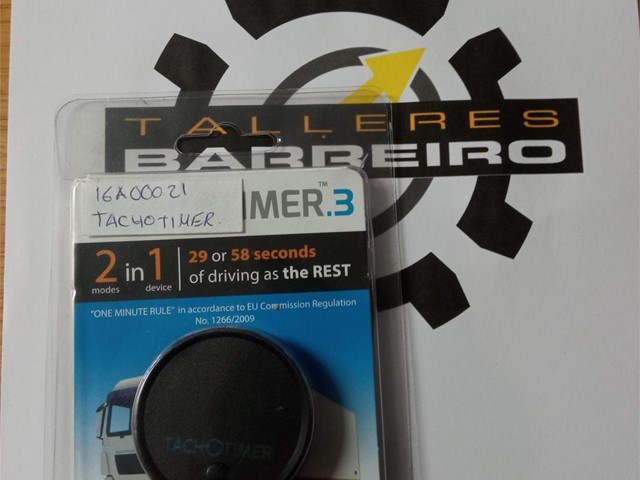 TALLERES
BARREIRO
16A00021
TACHOTIMER.
IMER.3
™
2 in 1
modes device
29 or 58 seconds
of driving as the REST
"ONE MINUTE RULE" in accordance to EU Commission Regulation
No. 1266/2009
TACHOTIMER